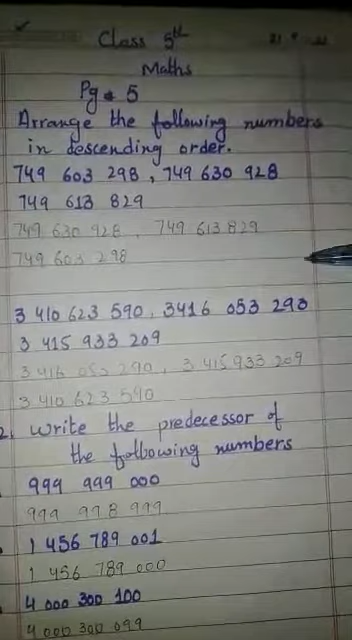 Class 5th
Maths
Pg 5
Arrange the following numbers
in descending order.
749 603 298, 749 630 928
749 613 829
749 630 928, 749 613 829
749 603 298
3 410 623 590, 3416 053 290
3 415 933 209
3 416 053 290, 3 415 933 209
3 410 623 590
2. Write the predecessor of
the following numbers
999 999 000
999 998 999
1 456 789 001
1 456 789 000
4 000 300 100
4 000 300 099